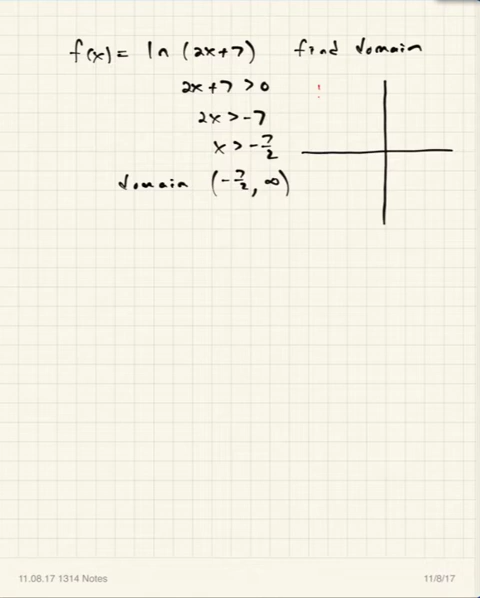 f(x) = ln (2x+7) find domain
2x+7 >0
2x > -7
x > -7/2
domain (-7/2, ∞)
11.08.17 1314 Notes 11/8/17